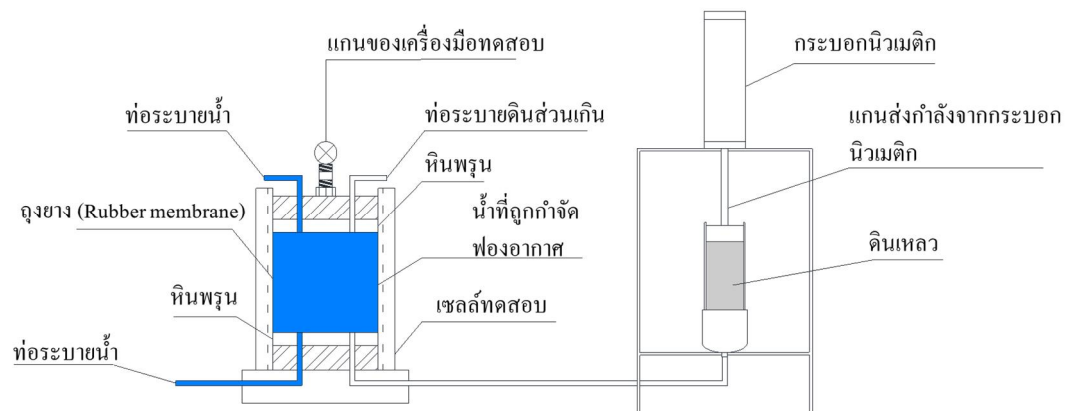 แกนของเครื่องมือทดสอบ
กระบอกนิวเมติก
ท่อระบายน้ำ
ท่อระบายดินส่วนเกิน
แกนส่งกำลังจากกระบอก
นิวเมติก
หินพรุน
ถุงยาง (Rubber membrane)
น้ำที่ถูกกำจัด
ฟองอากาศ
ดินเหลว
หินพรุน
เซลล์ทดสอบ
ท่อระบายน้ำ